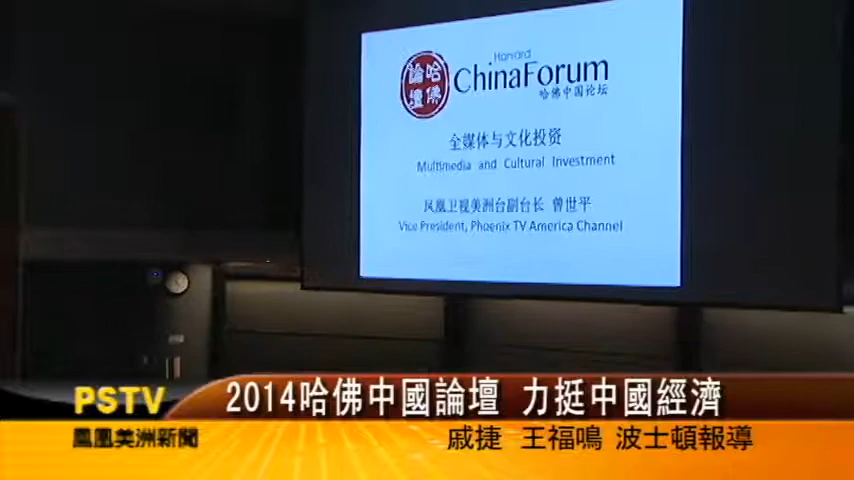 哈佛
論壇
Harvard
ChinaForum
哈佛中国论坛
全媒体与文化投资
Multimedia and Cultural Investment
凤凰卫视美洲台副台长 曾世平
Vice President, Phoenix TV America Channel
PSTV
2014哈佛中國論壇 力挺中國經濟
鳳凰美洲新聞
戚捷 王福鳴 波士頓報導